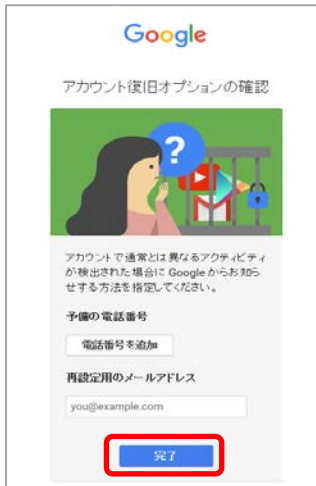 Google
アカウント復旧オプションの確認
?
アカウントで通常とは異なるアクティビティ
が検出された場合に Google からお知ら
せする方法を指定してください。
予備の電話番号
電話番号を追加
再設定用のメールアドレス
you@example.com
完了